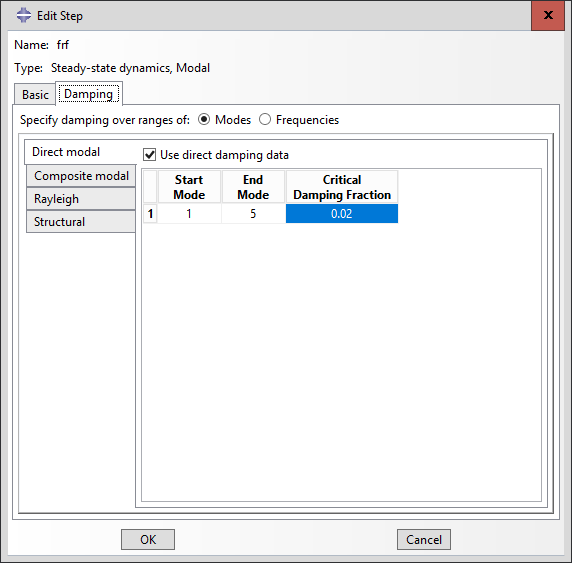 Edit Step
x
Name: frf
Type: Steady-state dynamics, Modal
Basic Damping
Specify damping over ranges of: Modes Frequencies
Direct modal
Composite modal
Rayleigh
Structural
Use direct damping data
Start Mode End Mode Critical Damping Fraction
1 1 5 0.02
OK Cancel